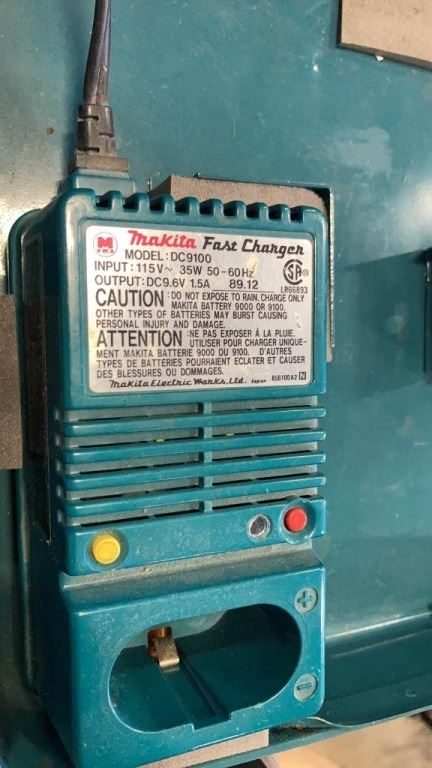 M
makita Fast Charger
MODEL: DC9100
INPUT: 115V~ 35W 50-60Hz
OUTPUT: DC9.6V 1.5A 89.12
SA
LR66893
CAUTION :DO NOT EXPOSE TO RAIN, CHARGE ONLY
MAKITA BATTERY 9000 OR 9100.
OTHER TYPES OF BATTERIES MAY BURST CAUSING
PERSONAL INJURY AND DAMAGE.
ATTENTION :NE PAS EXPOSER À LA PLUIE.
UTILISER POUR CHARGER UNIQUE-
MENT MAKITA BATTERIE 9000 OU 9100. D'AUTRES
TYPES DE BATTERIES POURRAIENT ECLATER ET CAUSER
DES BLESSURES OU DOMMAGES.
Makita Electric Works, Ltd. Japan 856100A2 N
+
−